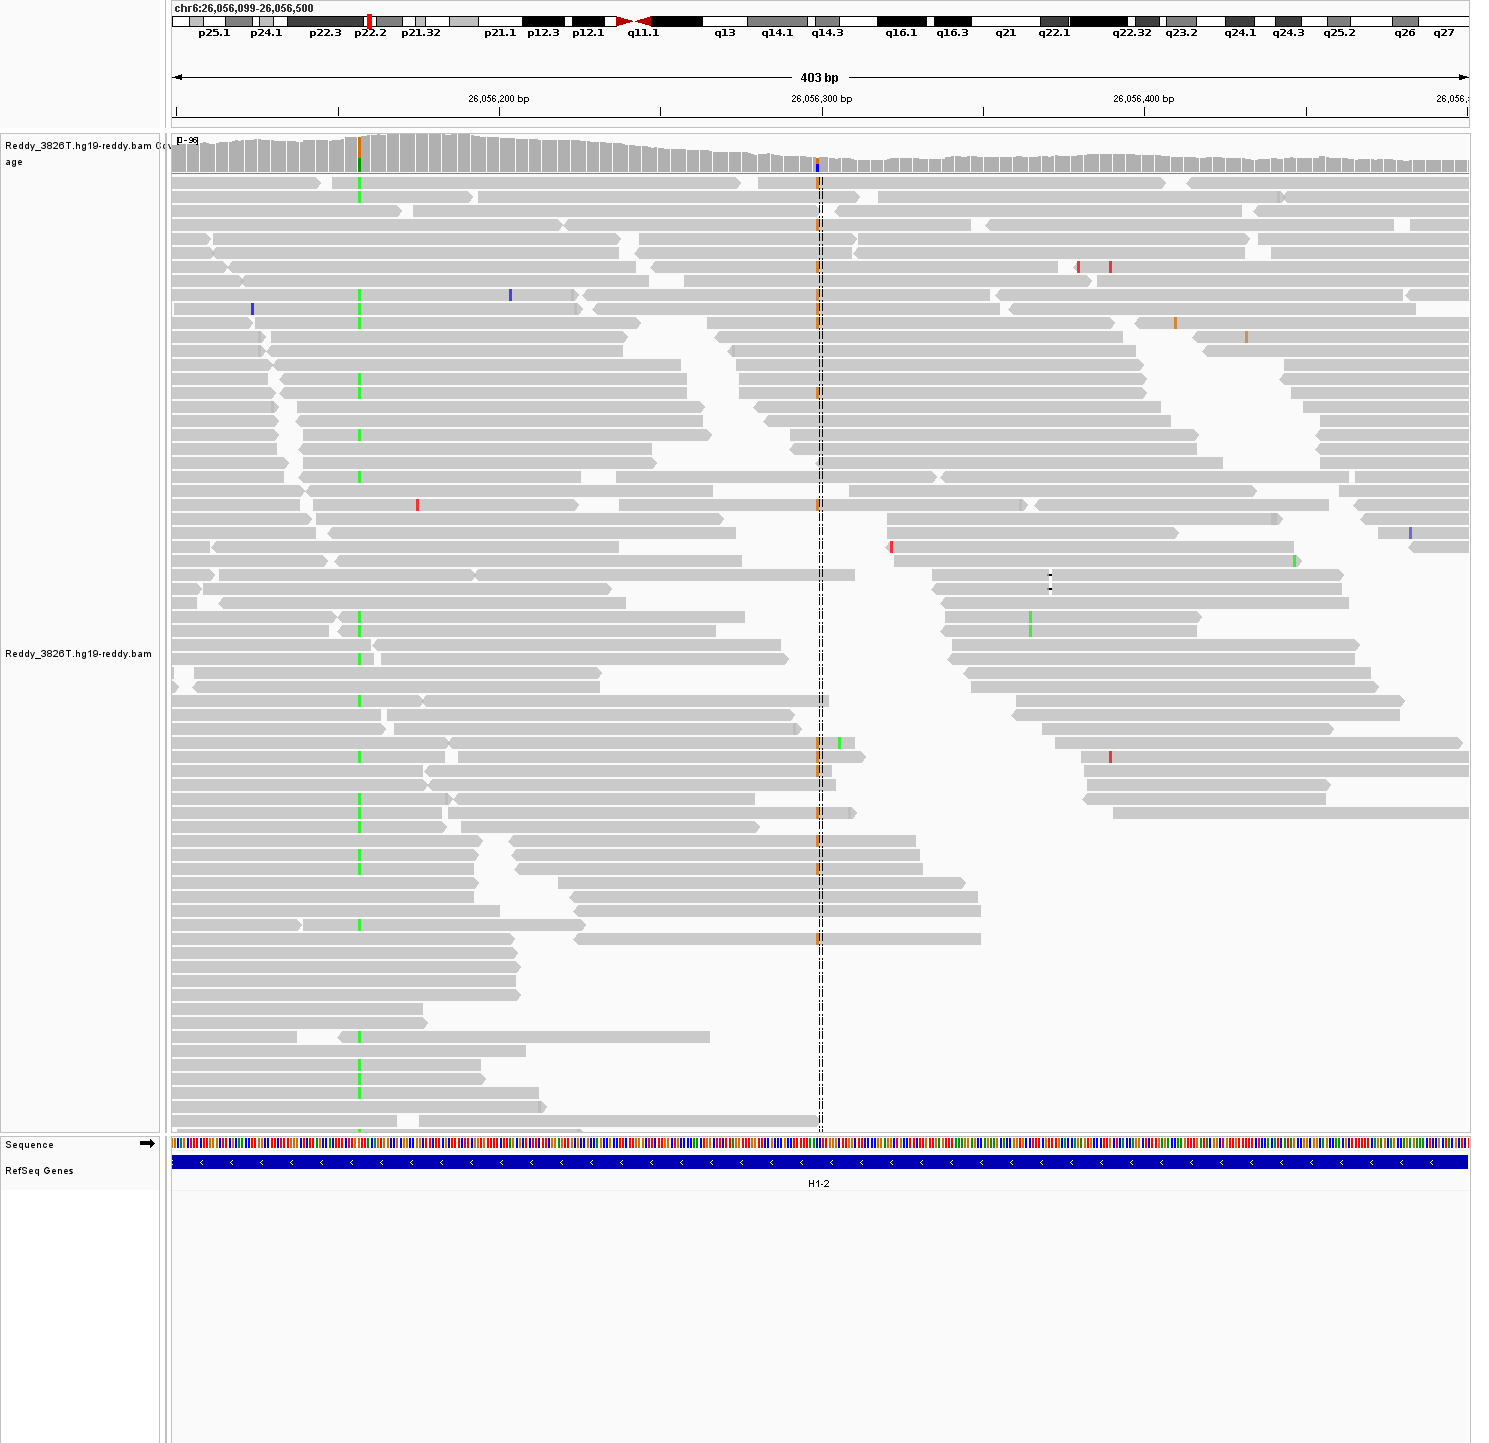 chr6:26,056,099-26,056,500
p25.1 p24.1 p22.3 p22.2 p21.32 p21.1 p12.3 p12.1 q11.1 q13 q14.1 q14.3 q16.1 q16.3 q21 q22.1 q22.32 q23.2 q24.1 q24.3 q25.2 q26 q27
403 bp
26,056,200 bp 26,056,300 bp 26,056,400 bp 26,056,
[0-96]
Reddy_3826T.hg19-reddy.bam Cov
age
Reddy_3826T.hg19-reddy.bam
Sequence
RefSeq Genes
H1-2